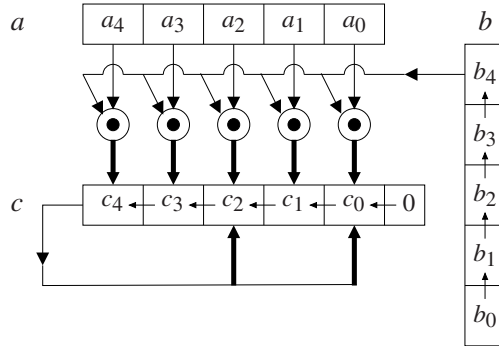 a a₄ a₃ a₂ a₁ a₀ b
b₄
b₃
c c₄ c₃ c₂ c₁ c₀ 0 b₂
b₁
b₀